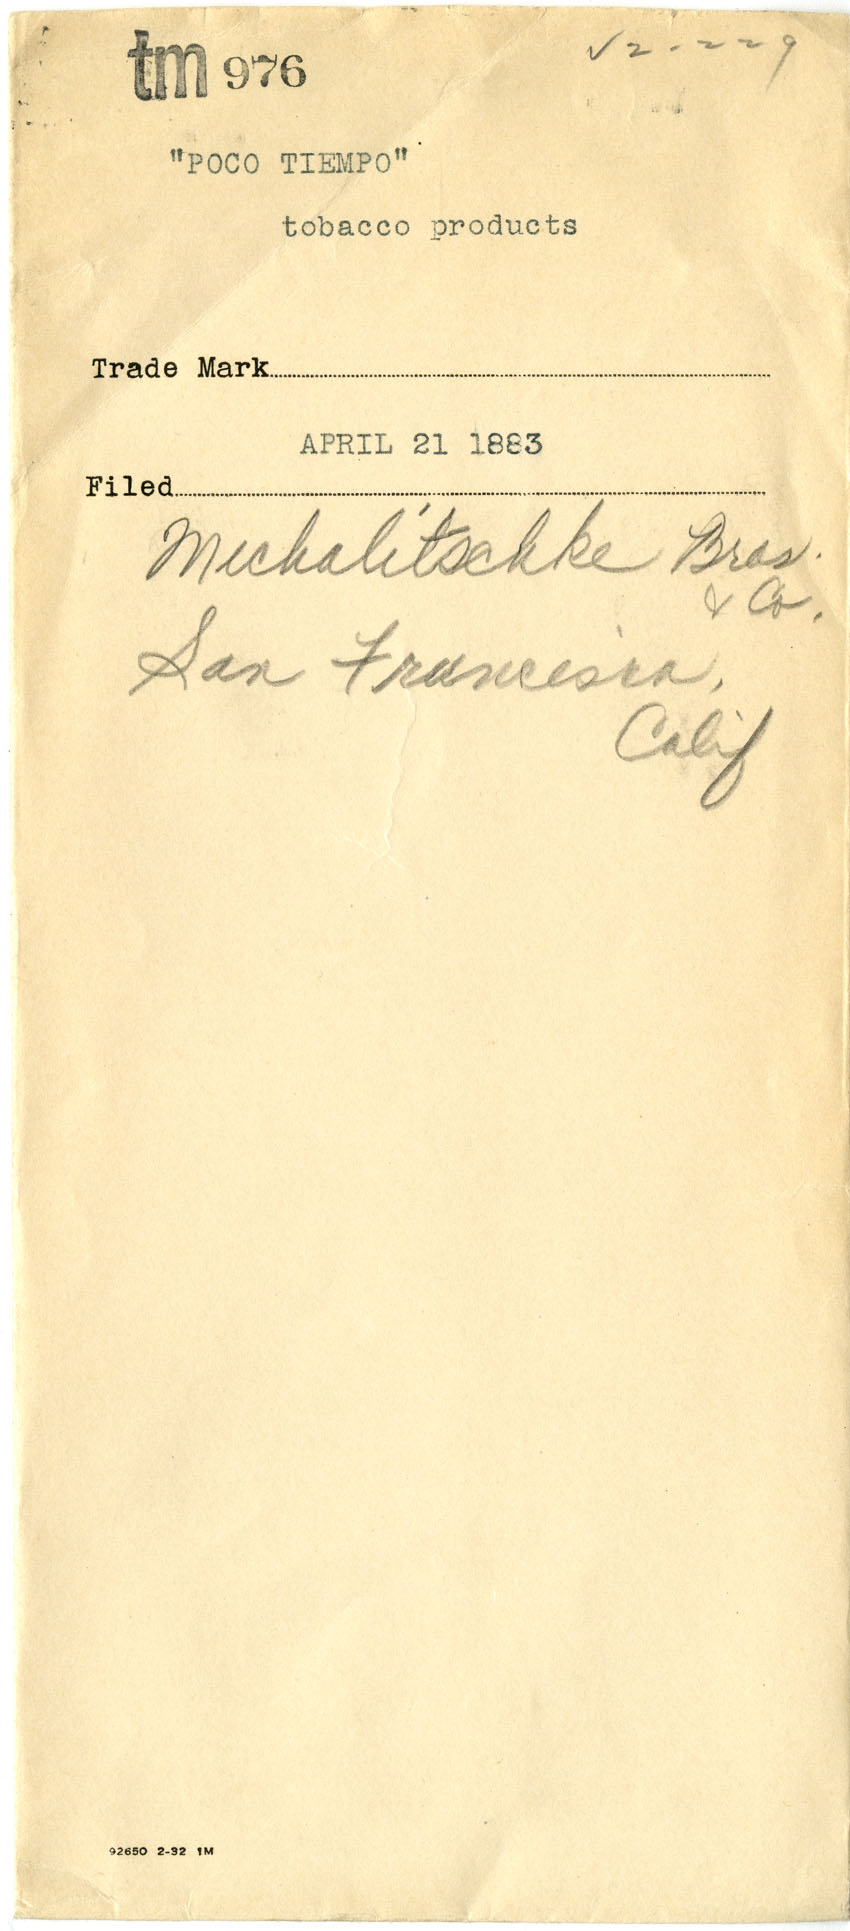 tm 976
√2-229
"POCO TIEMPO"
tobacco products
Trade Mark
APRIL 21 1883
Filed
Michalitschke Bros.
& Co.
San Francisco,
Calif
92650 2-32 1M